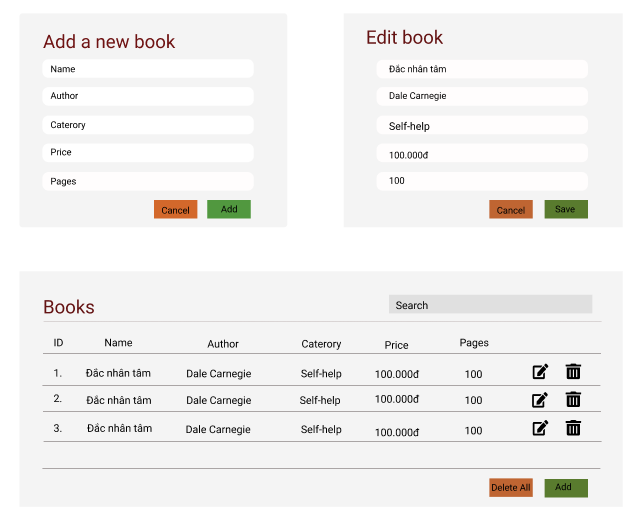 Add a new book
Name
Author
Caterory
Price
Pages
Cancel Add
Edit book
Đắc nhân tâm
Dale Carnegie
Self-help
100.000đ
100
Cancel Save
Books Search
ID Name Author Caterory Price Pages
1. Đắc nhân tâm Dale Carnegie Self-help 100.000đ 100
2. Đắc nhân tâm Dale Carnegie Self-help 100.000đ 100
3. Đắc nhân tâm Dale Carnegie Self-help 100.000đ 100
Delete All Add